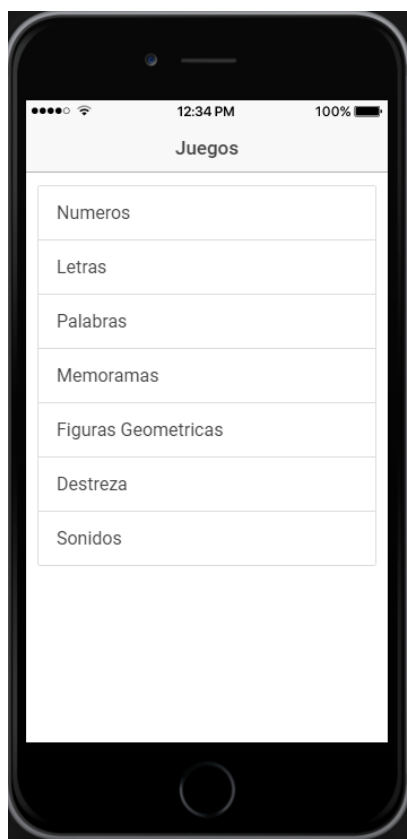 12:34 PM 100%
Juegos
Numeros
Letras
Palabras
Memoramas
Figuras Geometricas
Destreza
Sonidos